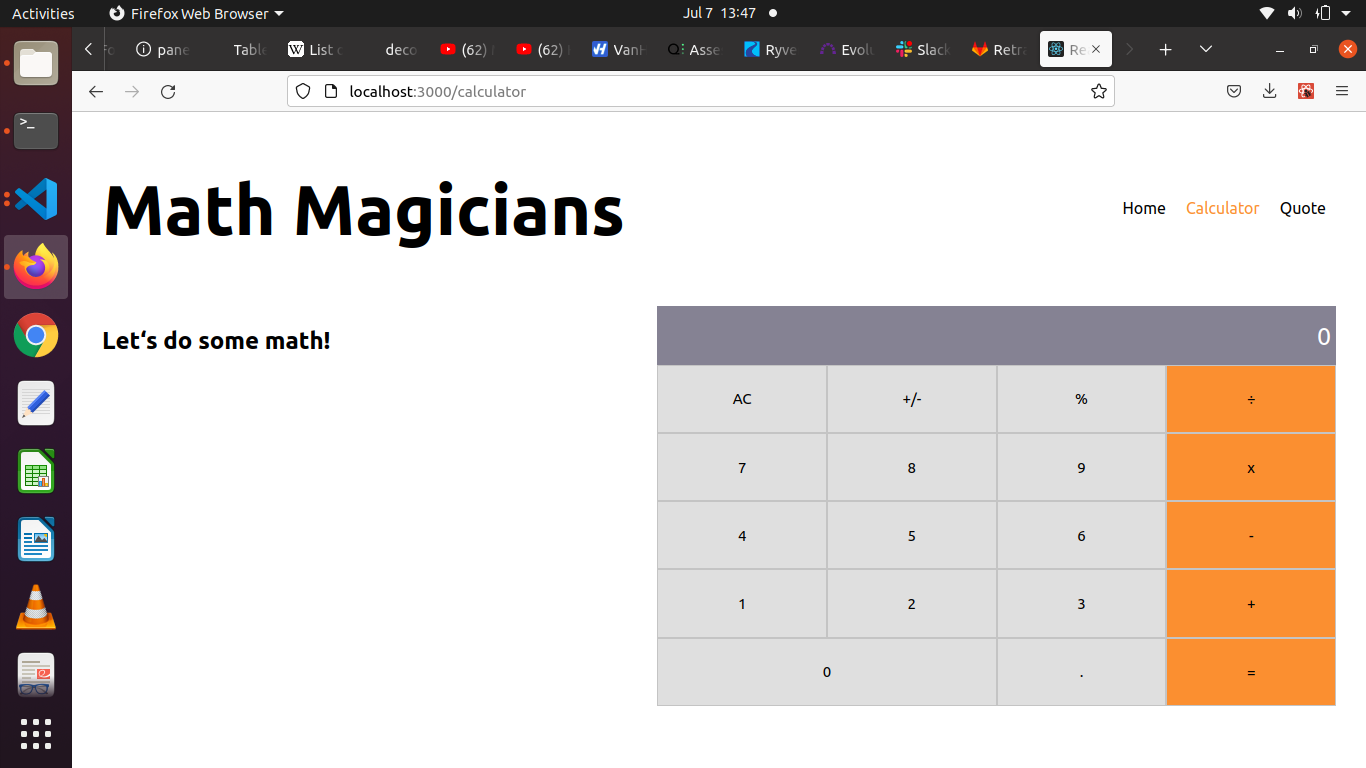 Activities Firefox Web Browser Jul 7 13:47
pane Table List deco (62) (62) VanH Asse Ryve Evolu Slack Retra Re
localhost:3000/calculator
Math Magicians
Home Calculator Quote
Let‘s do some math!
0
AC +/- % ÷
7 8 9 x
4 5 6 -
1 2 3 +
0 . =